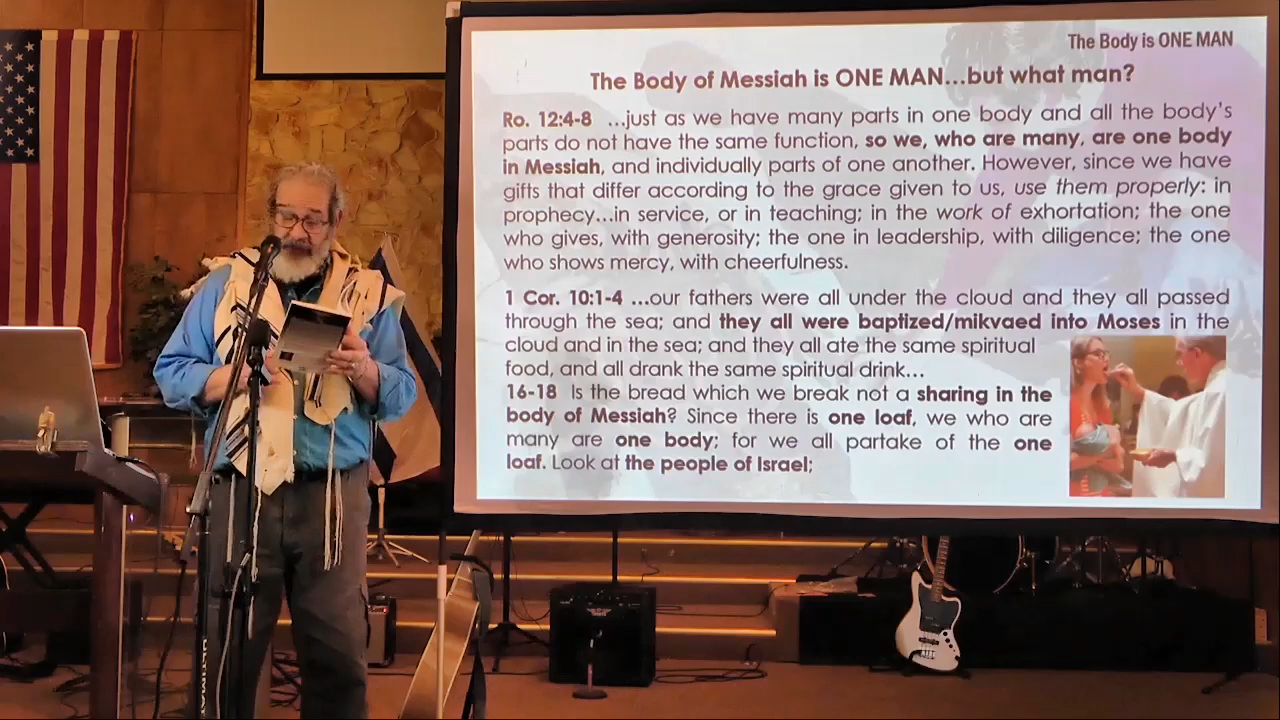 The Body is ONE MAN
The Body of Messiah is ONE MAN...but what man?
Ro. 12:4-8 ...just as we have many parts in one body and all the body's
parts do not have the same function, so we, who are many, are one body
in Messiah, and individually parts of one another. However, since we have
gifts that differ according to the grace given to us, use them properly: in
prophecy...in service, or in teaching; in the work of exhortation; the one
who gives, with generosity; the one in leadership, with diligence; the one
who shows mercy, with cheerfulness.
1 Cor. 10:1-4 ...our fathers were all under the cloud and they all passed
through the sea; and they all were baptized/mikvaed into Moses in the
cloud and in the sea; and they all ate the same spiritual
food, and all drank the same spiritual drink...
16-18 Is the bread which we break not a sharing in the
body of Messiah? Since there is one loaf, we who are
many are one body; for we all partake of the one
loaf. Look at the people of Israel;